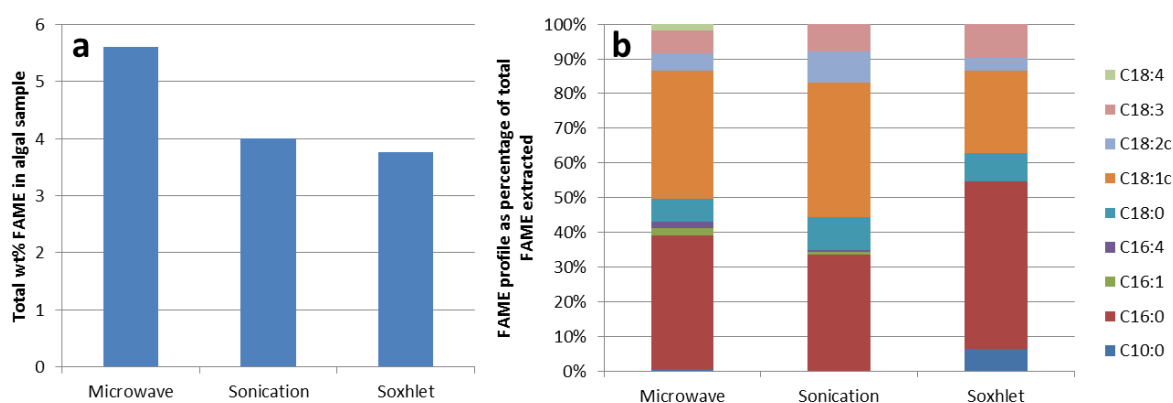 a
Total wt% FAME in algal sample
6
5
4
3
2
1
0
Microwave
Sonication
Soxhlet
b
FAME profile as percentage of total
FAME extracted
100%
90%
80%
70%
60%
50%
40%
30%
20%
10%
0%
Microwave
Sonication
Soxhlet
C18:4
C18:3
C18:2c
C18:1c
C18:0
C16:4
C16:1
C16:0
C10:0